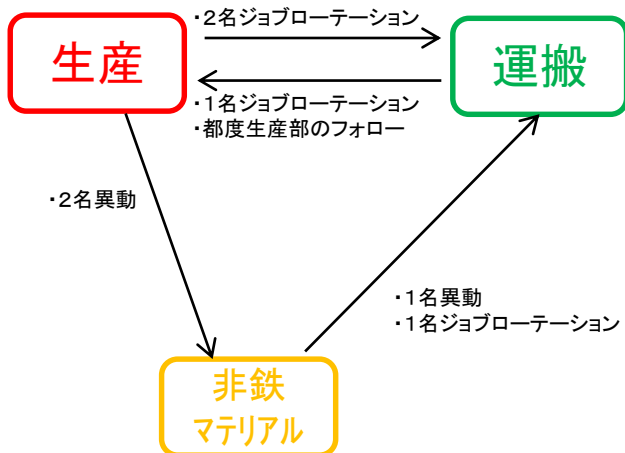 ・2名ジョブローテーション
生産
運搬
・1名ジョブローテーション
・都度生産部のフォロー
・2名異動
・1名異動
・1名ジョブローテーション
非鉄
マテリアル